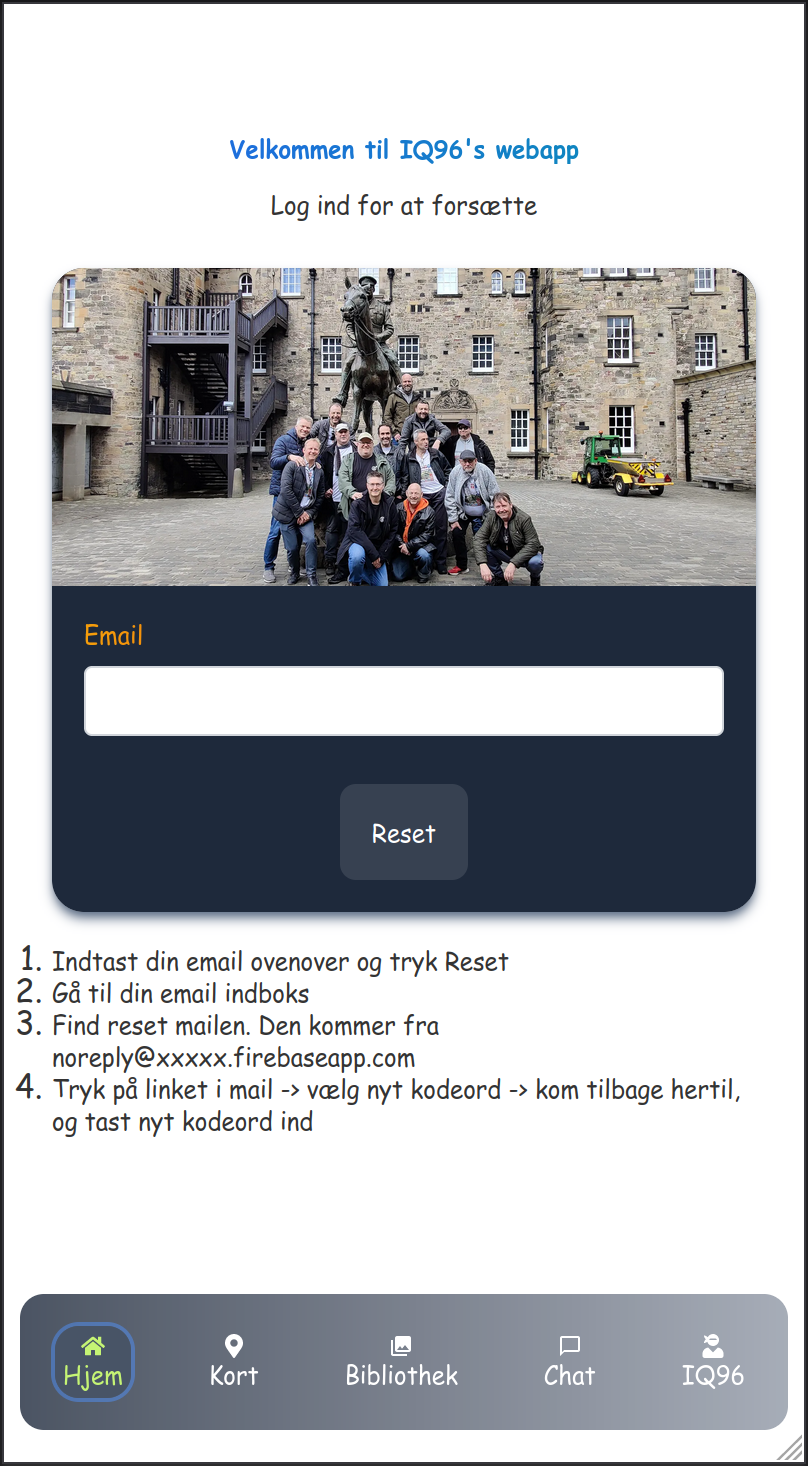 Velkommen til IQ96's webapp
Log ind for at forsætte
Email
Reset
1. Indtast din email ovenover og tryk Reset
2. Gå til din email indboks
3. Find reset mailen. Den kommer fra
noreply@xxxxx.firebaseapp.com
4. Tryk på linket i mail -> vælg nyt kodeord -> kom tilbage hertil,
og tast nyt kodeord ind
Hjem
Kort
Bibliothek
Chat
IQ96